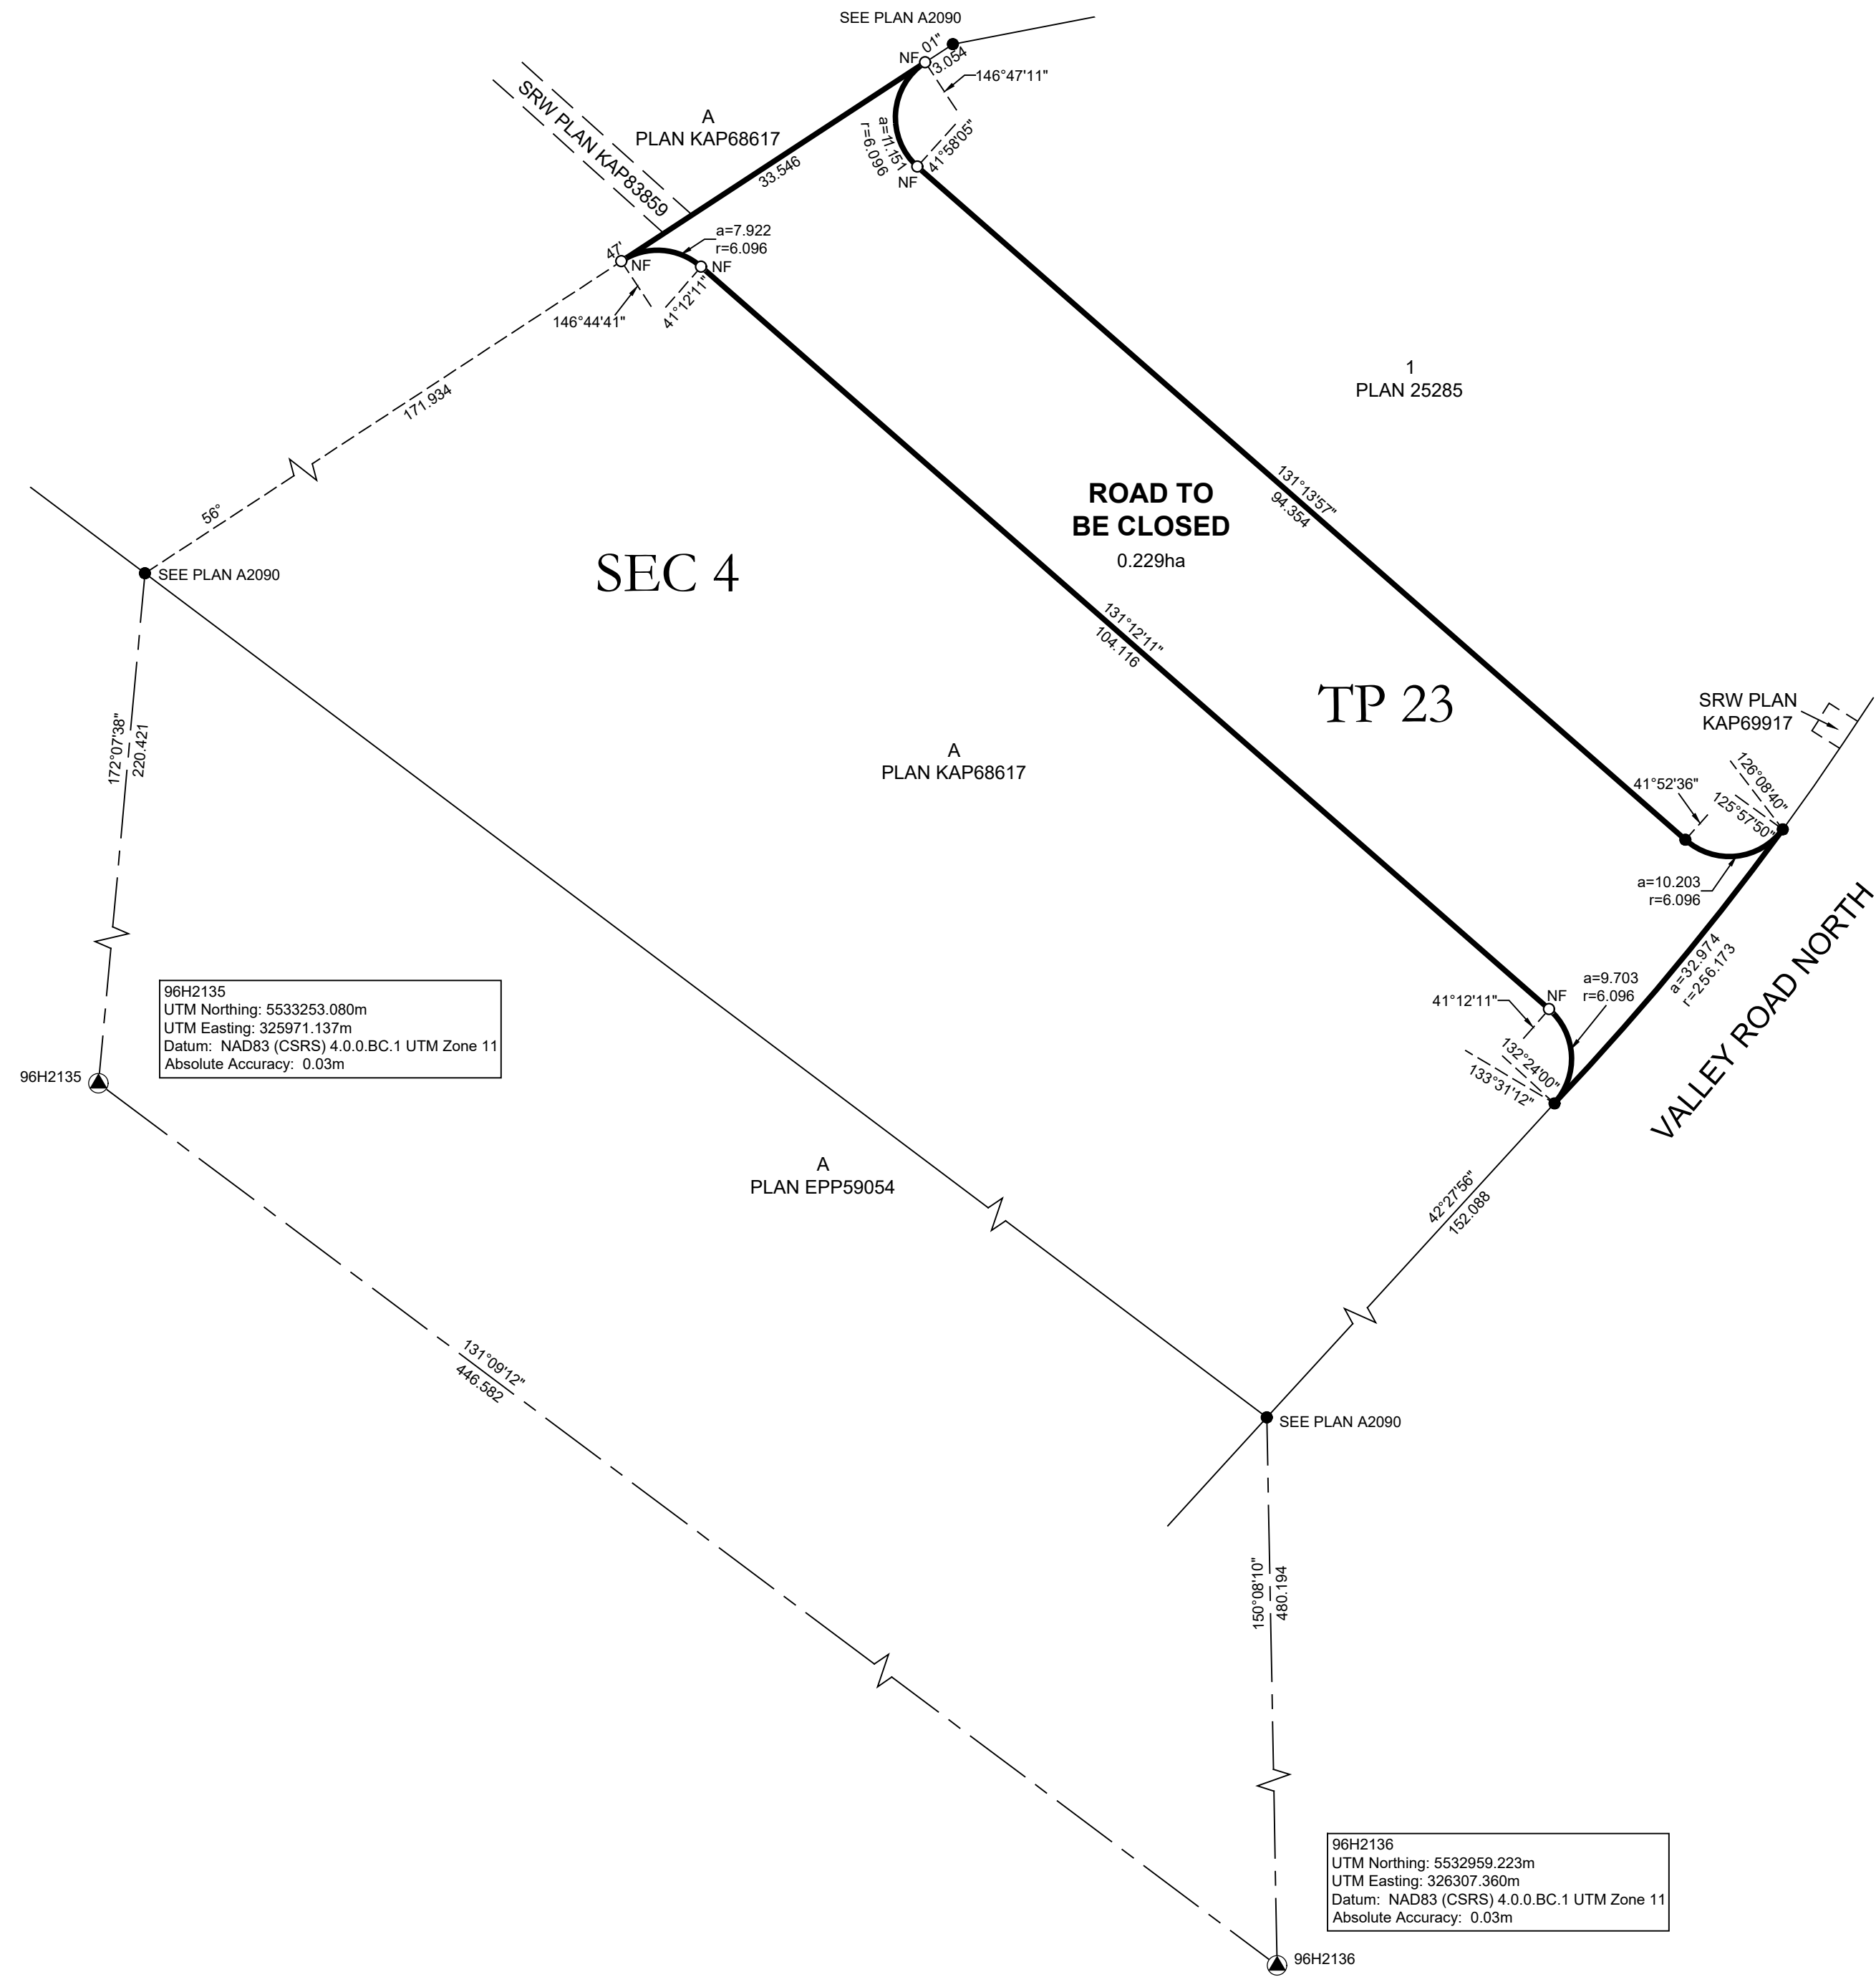 SEE PLAN A2090
NF
01"
13.054
146°47'11"
SRW PLAN KAP83859
A
PLAN KAP68617
33.546
a=11.151
r=6.096
41°58'05"
NF
47'
NF
a=7.922
r=6.096
NF
146°44'41"
41°12'11"
171.934
56°
1
PLAN 25285
131°13'57"
94.354
ROAD TO
BE CLOSED
0.229ha
SEC 4
SEE PLAN A2090
131°12'11"
104.116
TP 23
SRW PLAN
KAP69917
172°07'38"
220.421
A
PLAN KAP68617
41°52'36"
126°08'40"
125°57'50"
a=10.203
r=6.096
VALLEY ROAD NORTH
a=32.974
r=256.173
a=9.703
r=6.096
NF
41°12'11"
132°24'00"
133°31'12"
96H2135
UTM Northing: 5533253.080m
UTM Easting: 325971.137m
Datum: NAD83 (CSRS) 4.0.0.BC.1 UTM Zone 11
Absolute Accuracy: 0.03m
96H2135
A
PLAN EPP59054
42°27'56"
152.088
131°09'12"
446.582
SEE PLAN A2090
150°08'10"
480.194
96H2136
UTM Northing: 5532959.223m
UTM Easting: 326307.360m
Datum: NAD83 (CSRS) 4.0.0.BC.1 UTM Zone 11
Absolute Accuracy: 0.03m
96H2136